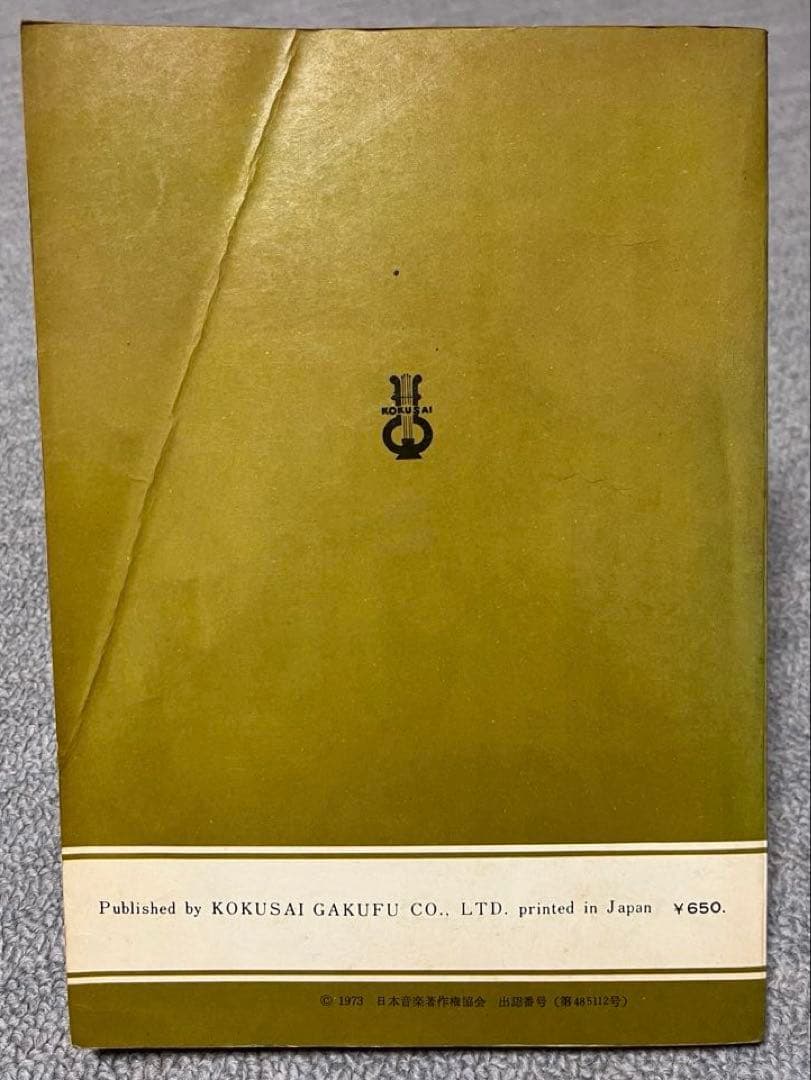 KOKUSAI
Published by KOKUSAI GAKUFU CO., LTD. printed in Japan ¥650.
© 1973 日本音楽著作権協会 出認番号(第485112号)